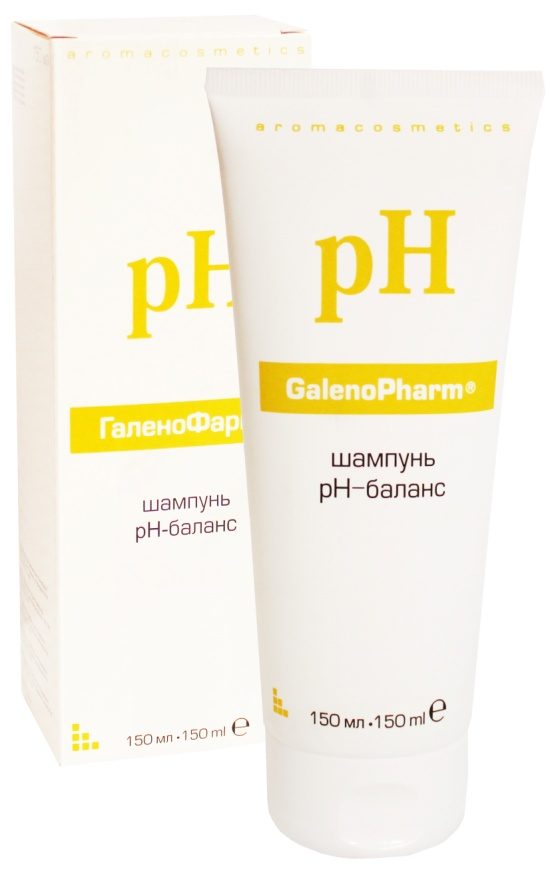 aromacosmetics
pH
ГаленоФар
шампунь
pH-баланс
150 мл·150 ml ℮
aromacosmetics
pH
GalenoPharm®
шампунь
pH–баланс
150 мл·150 ml ℮